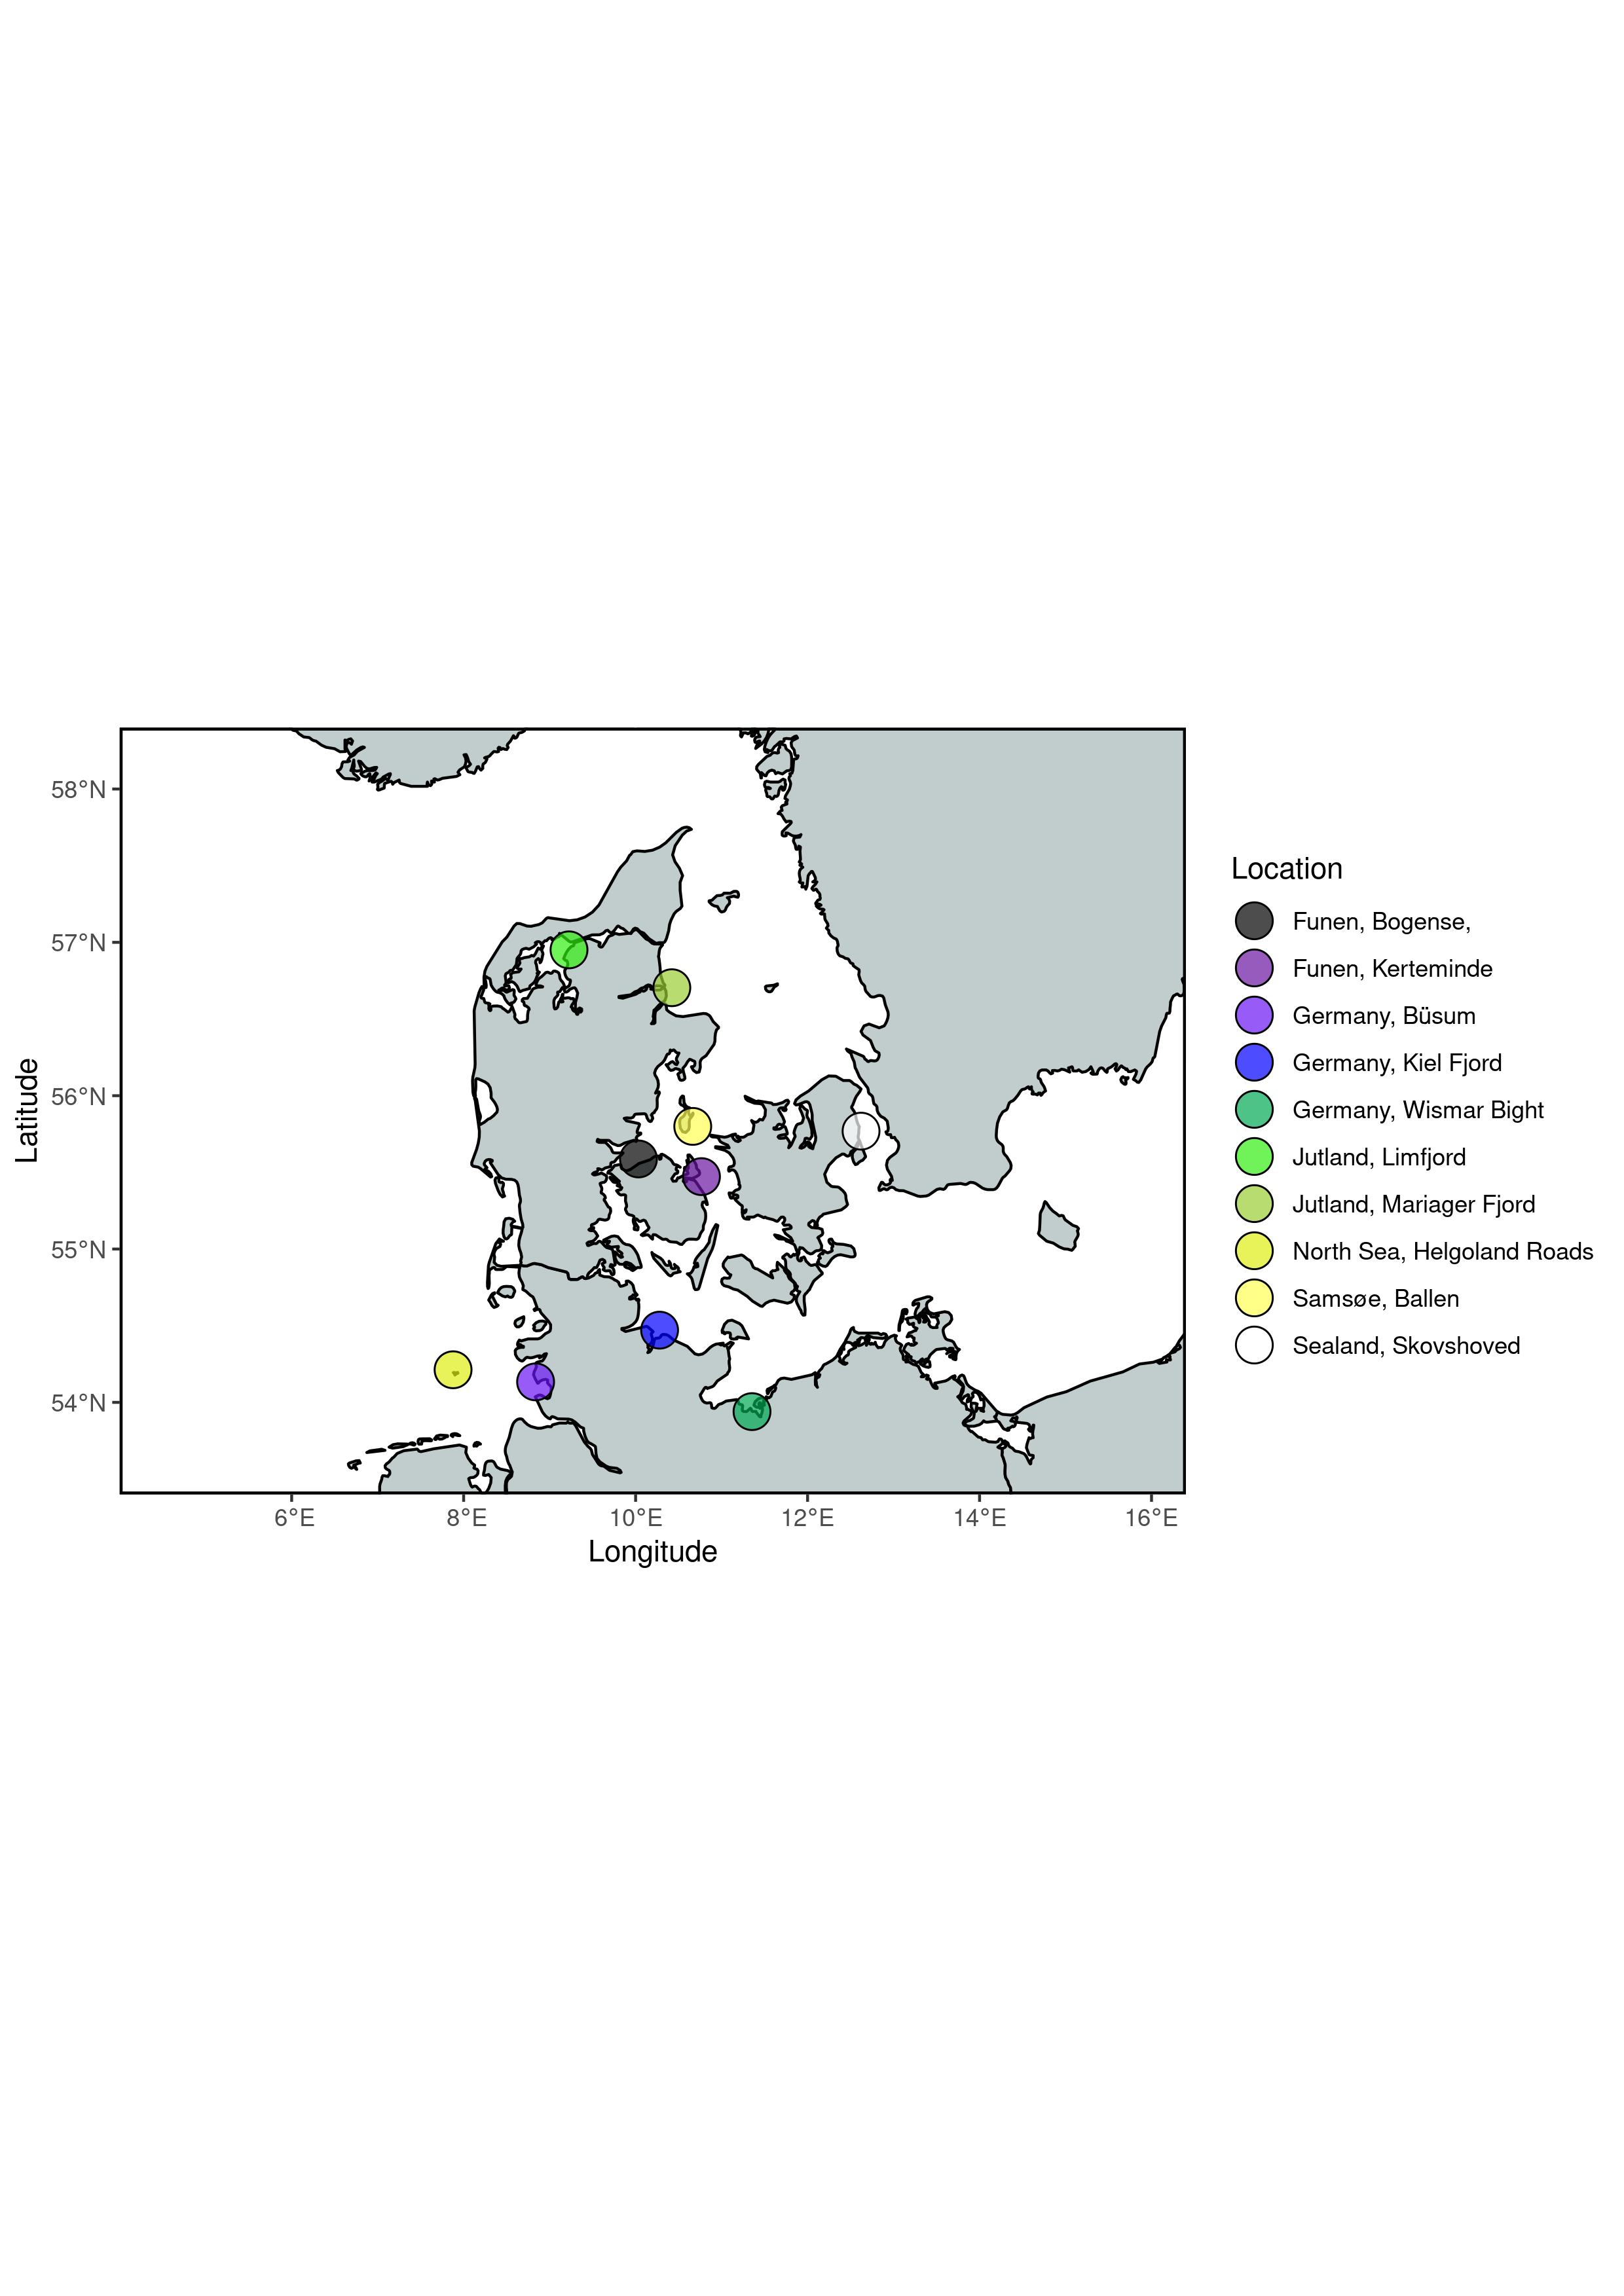 58°N
57°N
56°N
55°N
54°N
Latitude
6°E
8°E
10°E
12°E
14°E
16°E
Longitude
Location
Funen, Bogense,
Funen, Kerteminde
Germany, Büsum
Germany, Kiel Fjord
Germany, Wismar Bight
Jutland, Limfjord
Jutland, Mariager Fjord
North Sea, Helgoland Roads
Samsøe, Ballen
Sealand, Skovshoved